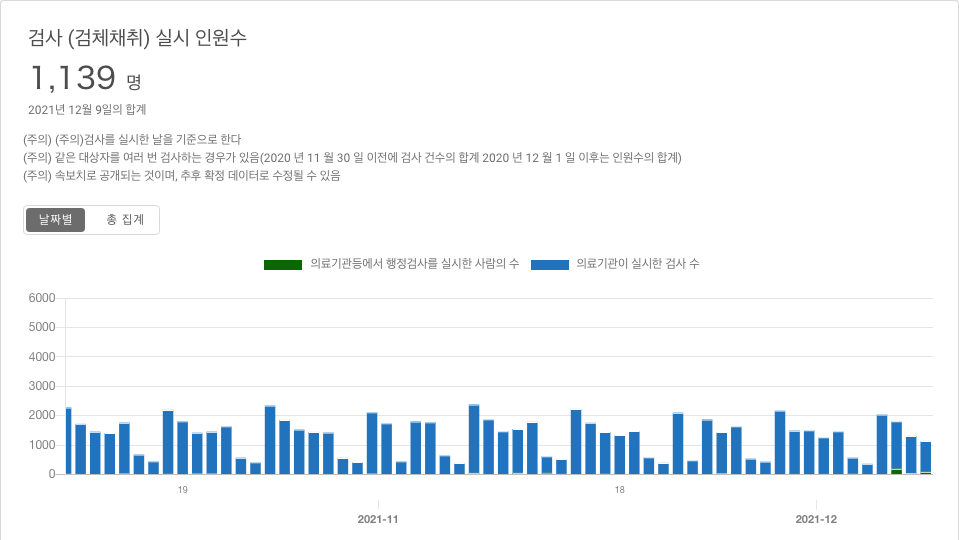 검사 (검체채취) 실시 인원수
1,139 명
2021년 12월 9일의 합계
(주의) (주의)검사를 실시한 날을 기준으로 한다
(주의) 같은 대상자를 여러 번 검사하는 경우가 있음(2020 년 11 월 30 일 이전에 검사 건수의 합계 2020 년 12 월 1 일 이후는 인원수의 합계)
(주의) 속보치로 공개되는 것이며, 추후 확정 데이터로 수정될 수 있음
날짜별 총 집계
의료기관등에서 행정검사를 실시한 사람의 수 의료기관이 실시한 검사 수
6000
5000
4000
3000
2000
1000
0
19 18
2021-11 2021-12